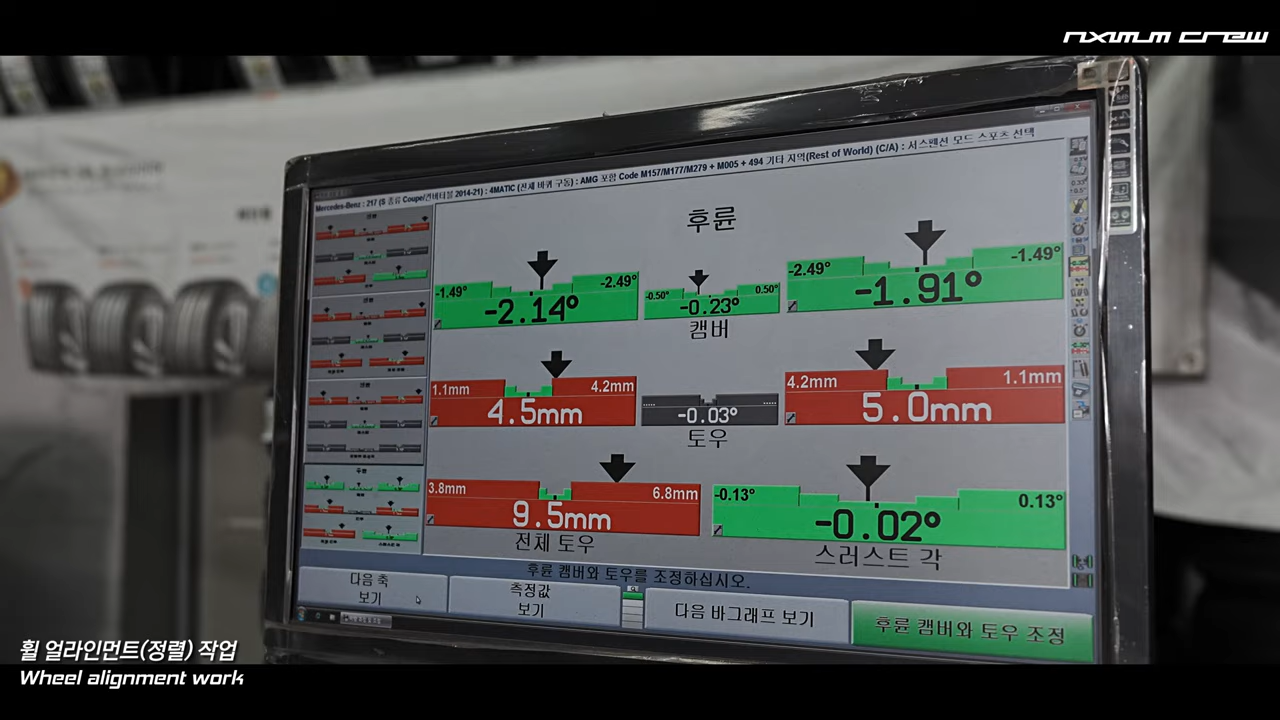 NXMM CREW
Mercedes-Benz : 217 (S 클래스 Coupe/컨버터블 2014-21) : 4MATIC (전체 바퀴 구동) : AMG 포함 Code M157/M177/M279 + M005 + 494 기타 지역(Rest of World) (C/A) : 서스펜션 모드 스포츠 선택
후륜
-1.49° -2.49° -0.50° 0.50° -2.49° -1.49°
-2.14° -0.23° -1.91°
캠버
1.1mm 4.2mm 4.2mm 1.1mm
4.5mm -0.03° 5.0mm
토우
3.8mm 6.8mm -0.13° 0.13°
9.5mm -0.02°
전체 토우 스러스트 각
후륜 캠버와 토우를 조정하십시오.
다음 축
보기
측정값
보기
다음 바그래프 보기
후륜 캠버와 토우 조정
휠 얼라인먼트(정렬) 작업
Wheel alignment work